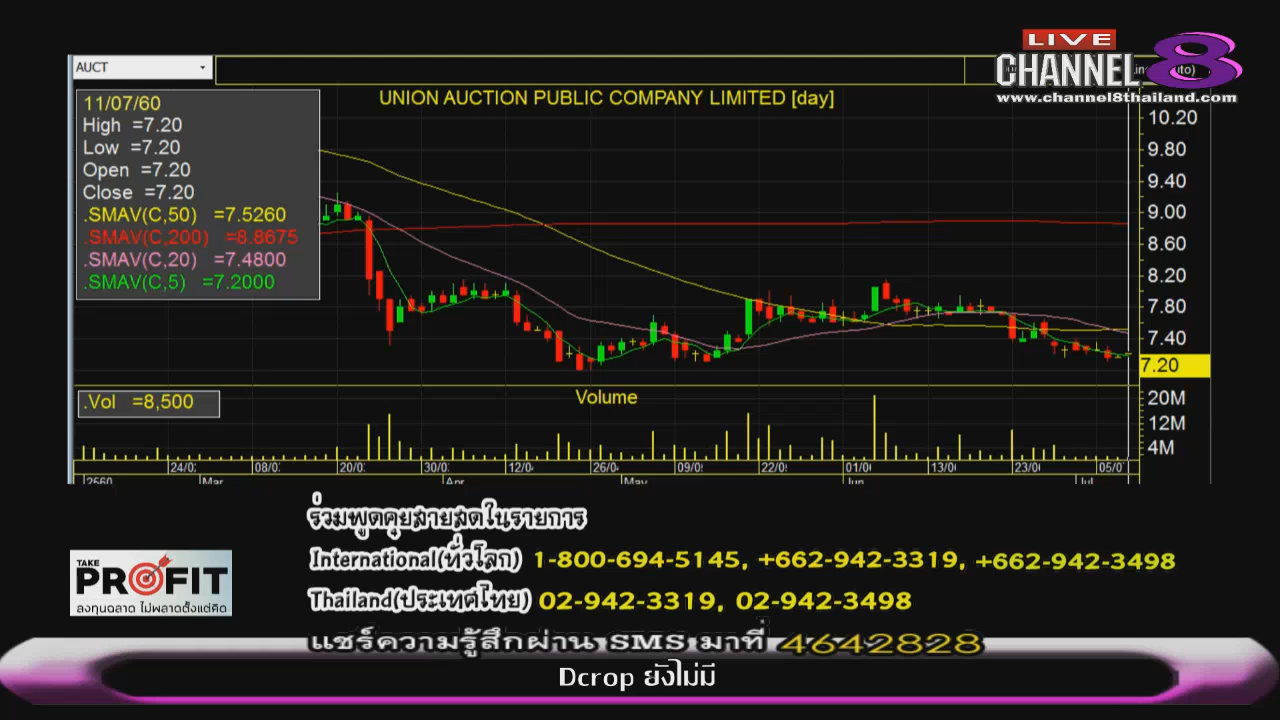 LIVE
CHANNEL 8
www.channel8thailand.com
AUCT
UNION AUCTION PUBLIC COMPANY LIMITED [day]
11/07/60
High =7.20
Low =7.20
Open =7.20
Close =7.20
.SMAV(C,50) =7.5260
.SMAV(C,200) =8.8675
.SMAV(C,20) =7.4800
.SMAV(C,5) =7.2000
10.20
9.80
9.40
9.00
8.60
8.20
7.80
7.40
7.20
.Vol =8,500
Volume
20M
12M
4M
24/0 08/0 20/0 30/0 12/0 26/0 09/0 22/0 01/0 13/0 23/0 05/0
2560 Mar Apr May Jun Jul
ร่วมพูดคุยสายสดในรายการ
International(ทั่วโลก) 1-800-694-5145, +662-942-3319, +662-942-3498
Thailand(ประเทศไทย) 02-942-3319, 02-942-3498
แชร์ความรู้สึกผ่าน SMS มาที่ 4642828
TAKE
PROFIT
ลงทุนฉลาด ไม่พลาดตั้งแต่คิด
Dcrop ยังไม่มี